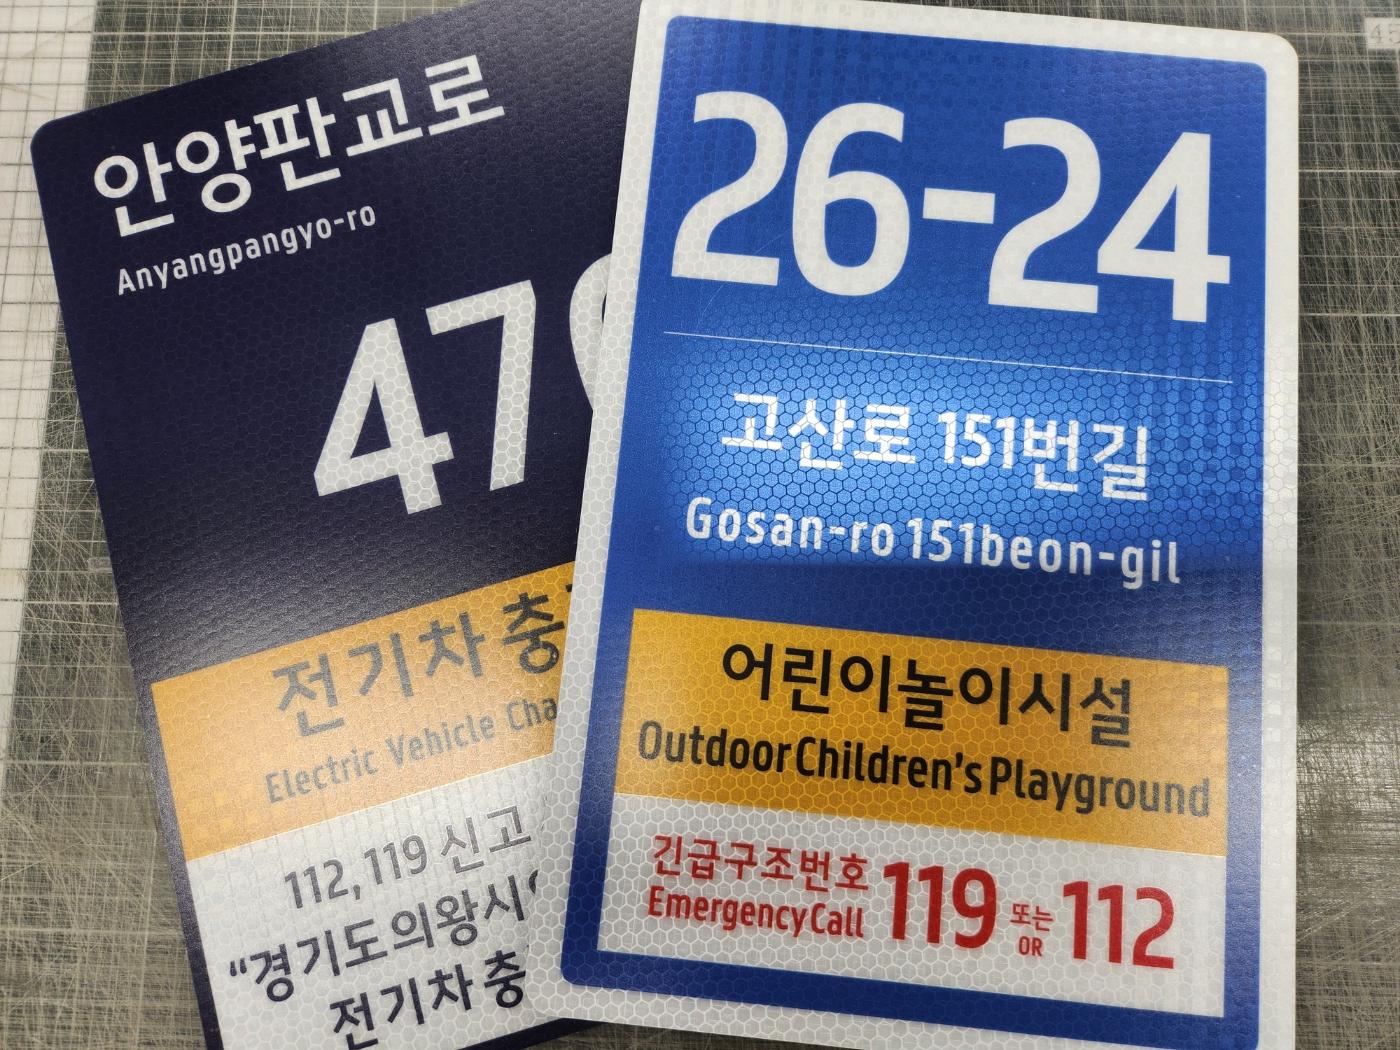 안양판교로
Anyangpangyo-ro
47
전기차
Electric Vehicle
112, 119 신고
“경기도의왕시
전기차 충
26-24
고산로 151번길
Gosan-ro 151beon-gil
어린이놀이시설
Outdoor Children's Playground
긴급구조번호
Emergency Call
119
또는
OR
112